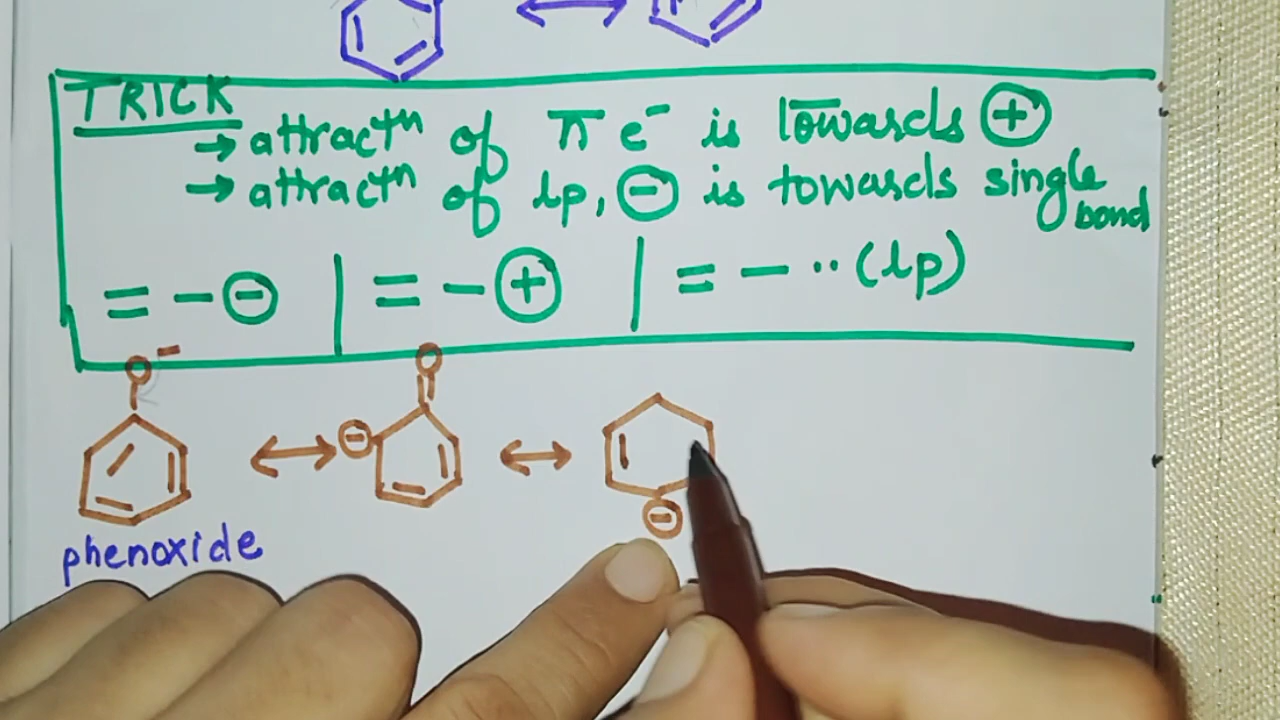 TRICK
→ attractⁿ of π e⁻ is towards ⊕
→ attractⁿ of lp, ⊖ is towards single bond
= - ⊖ | = - ⊕ | = - ·· (lp)
O⁻ O
⊖
⊖
phenoxide